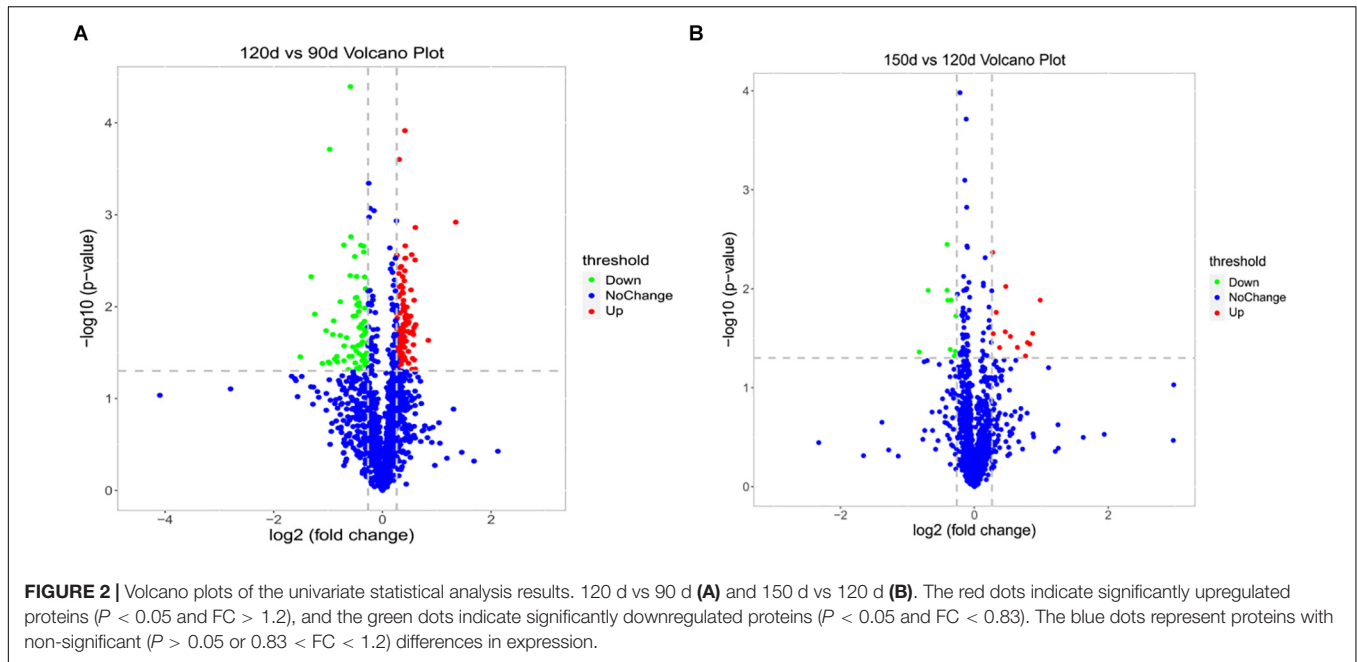 A
120d vs 90d Volcano Plot
4
3
2
1
0
-log10 (p-value)
−4
−2
0
2
log2 (fold change)
threshold
Down
NoChange
Up
B
150d vs 120d Volcano Plot
4
3
2
1
0
-log10 (p-value)
−2
0
2
log2 (fold change)
threshold
Down
NoChange
Up
FIGURE 2 | Volcano plots of the univariate statistical analysis results. 120 d vs 90 d (A) and 150 d vs 120 d (B). The red dots indicate significantly upregulated
proteins (P < 0.05 and FC > 1.2), and the green dots indicate significantly downregulated proteins (P < 0.05 and FC < 0.83). The blue dots represent proteins with
non-significant (P > 0.05 or 0.83 < FC < 1.2) differences in expression.